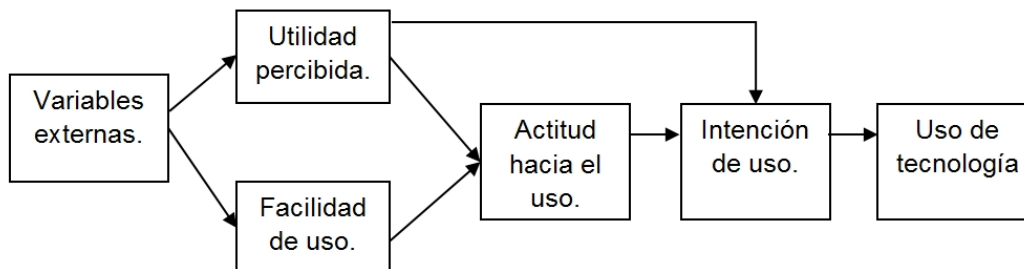 Variables
externas.
Utilidad
percibida.
Facilidad
de uso.
Actitud
hacia el
uso.
Intención
de uso.
Uso de
tecnología